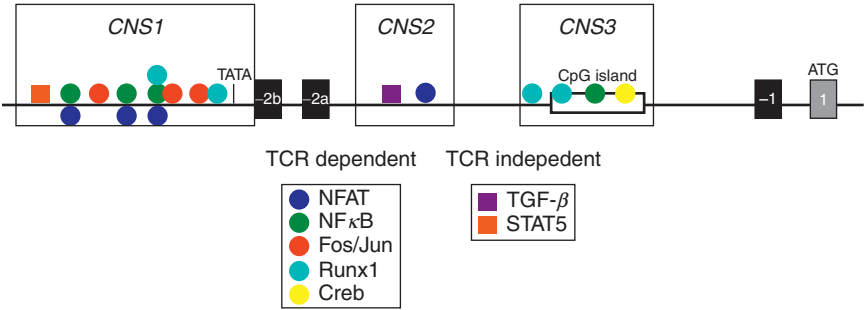 CNS1
CNS2
CNS3
TATA
CpG island
ATG
–2b
–2a
–1
1
TCR dependent
TCR indepedent
NFAT
NFκB
Fos/Jun
Runx1
Creb
TGF-β
STAT5